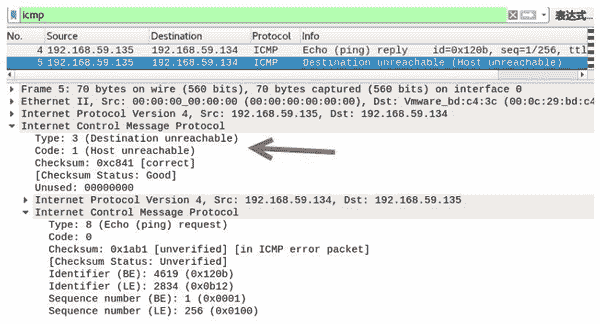 icmp 表达式…
No. Source Destination Protocol Info
4 192.168.59.135 192.168.59.134 ICMP Echo (ping) reply id=0x120b, seq=1/256, ttl
5 192.168.59.135 192.168.59.134 ICMP Destination unreachable (Host unreachable)
Frame 5: 70 bytes on wire (560 bits), 70 bytes captured (560 bits) on interface 0
Ethernet II, Src: 00:00:00_00:00:00 (00:00:00:00:00:00), Dst: Vmware_bd:c4:3c (00:0c:29:bd:c4
Internet Protocol Version 4, Src: 192.168.59.135, Dst: 192.168.59.134
Internet Control Message Protocol
Type: 3 (Destination unreachable)
Code: 1 (Host unreachable)
Checksum: 0xc841 [correct]
[Checksum Status: Good]
Unused: 00000000
Internet Protocol Version 4, Src: 192.168.59.134, Dst: 192.168.59.135
Internet Control Message Protocol
Type: 8 (Echo (ping) request)
Code: 0
Checksum: 0x1ab1 [unverified] [in ICMP error packet]
[Checksum Status: Unverified]
Identifier (BE): 4619 (0x120b)
Identifier (LE): 2834 (0x0b12)
Sequence number (BE): 1 (0x0001)
Sequence number (LE): 256 (0x0100)